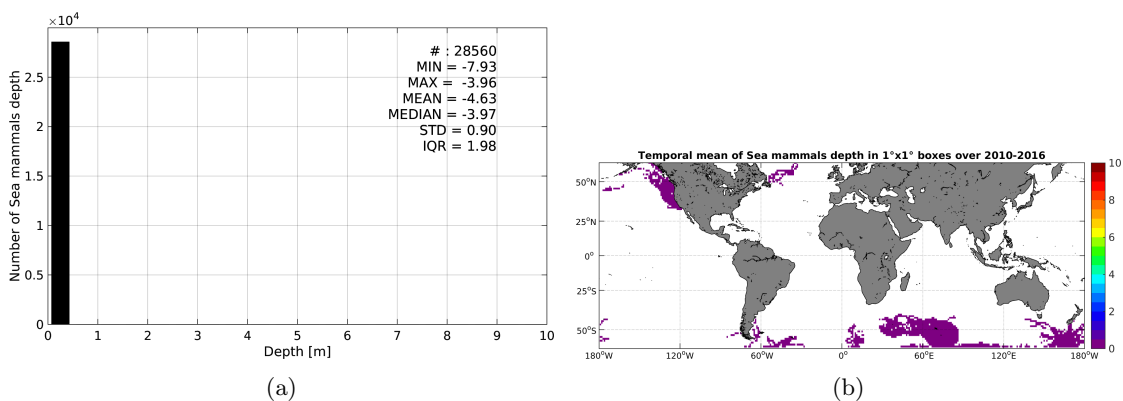 ×10⁴
2.5
2
1.5
1
0.5
0
0 1 2 3 4 5 6 7 8 9 10
Number of Sea mammals depth
Depth [m]
# : 28560
MIN = -7.93
MAX = -3.96
MEAN = -4.63
MEDIAN = -3.97
STD = 0.90
IQR = 1.98
(a)
Temporal mean of Sea mammals depth in 1°x1° boxes over 2010-2016
50°N
25°N
0°
25°S
50°S
180°W 120°W 60°W 0° 60°E 120°E 180°W
10
8
6
4
2
0
(b)